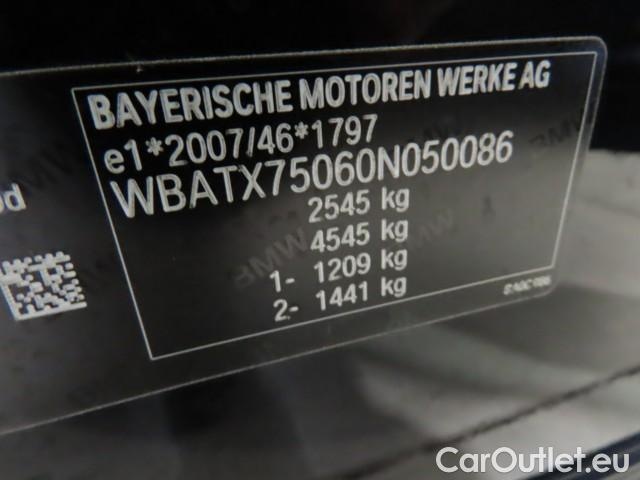 BAYERISCHE MOTOREN WERKE AG
e1*2007/46*1797
WBATX75060N050086
2545 kg
4545 kg
1- 1209 kg
2- 1441 kg
BMW
CarOutlet.eu